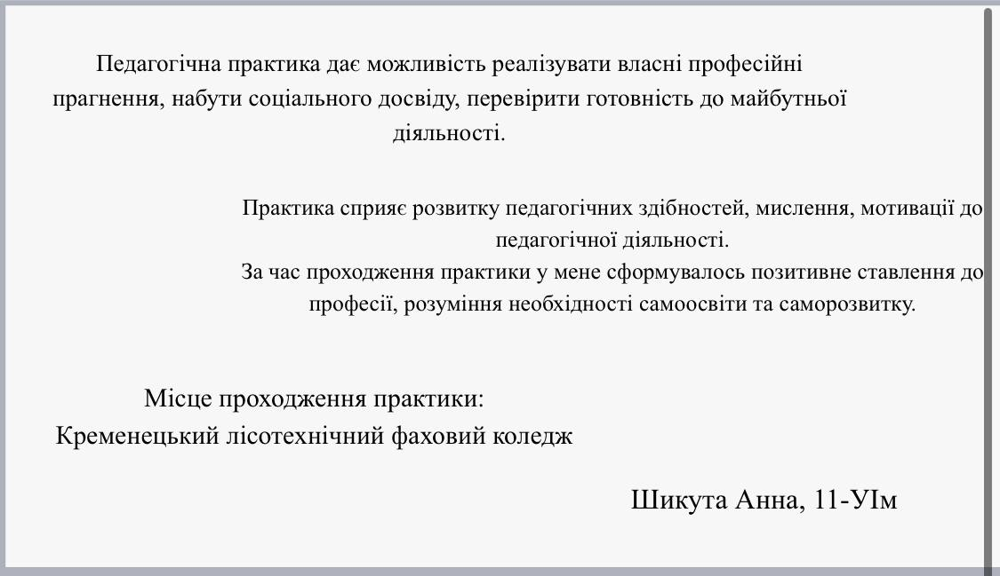 Педагогічна практика дає можливість реалізувати власні професійні
прагнення, набути соціального досвіду, перевірити готовність до майбутньої
діяльності.
Практика сприяє розвитку педагогічних здібностей, мислення, мотивації до
педагогічної діяльності.
За час проходження практики у мене сформувалось позитивне ставлення до
професії, розуміння необхідності самоосвіти та саморозвитку.
Місце проходження практики:
Кременецький лісотехнічний фаховий коледж
Шикута Анна, 11-УІм